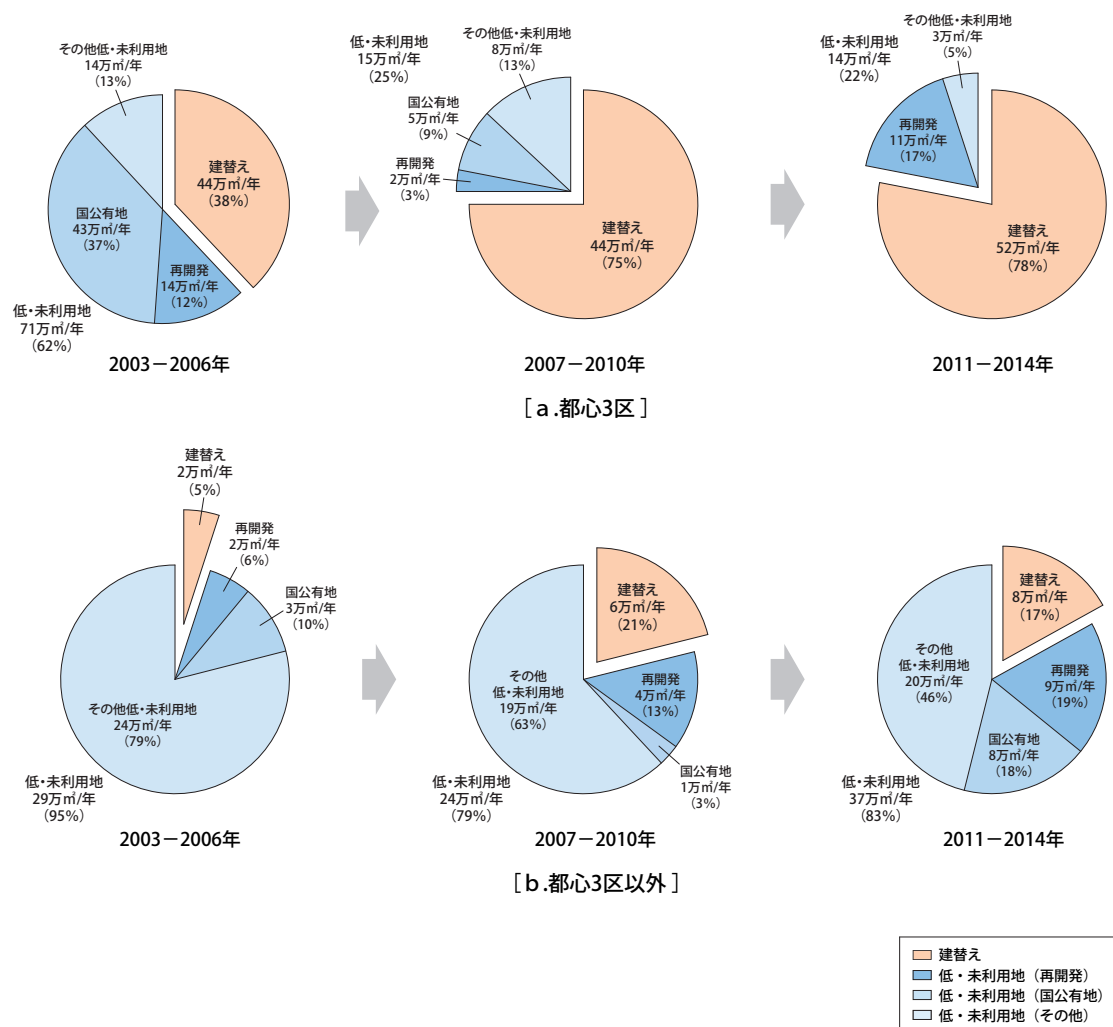 その他低・未利用地
14万㎡/年
（13%）
建替え
44万㎡/年
（38%）
国公有地
43万㎡/年
（37%）
再開発
14万㎡/年
（12%）
低・未利用地
71万㎡/年
（62%）
2003－2006年
低・未利用地
15万㎡/年
（25%）
その他低・未利用地
8万㎡/年
（13%）
国公有地
5万㎡/年
（9%）
再開発
2万㎡/年
（3%）
建替え
44万㎡/年
（75%）
2007－2010年
その他低・未利用地
3万㎡/年
（5%）
低・未利用地
14万㎡/年
（22%）
再開発
11万㎡/年
（17%）
建替え
52万㎡/年
（78%）
2011－2014年
［ a .都心3区 ］
建替え
2万㎡/年
（5%）
再開発
2万㎡/年
（6%）
国公有地
3万㎡/年
（10%）
その他低・未利用地
24万㎡/年
（79%）
低・未利用地
29万㎡/年
（95%）
2003－2006年
建替え
6万㎡/年
（21%）
その他
低・未利用地
19万㎡/年
（63%）
再開発
4万㎡/年
（13%）
国公有地
1万㎡/年
（3%）
低・未利用地
24万㎡/年
（79%）
2007－2010年
建替え
8万㎡/年
（17%）
その他
低・未利用地
20万㎡/年
（46%）
再開発
9万㎡/年
（19%）
国公有地
8万㎡/年
（18%）
低・未利用地
37万㎡/年
（83%）
2011－2014年
［ b .都心3区以外 ］
建替え
低・未利用地（再開発）
低・未利用地（国公有地）
低・未利用地（その他）